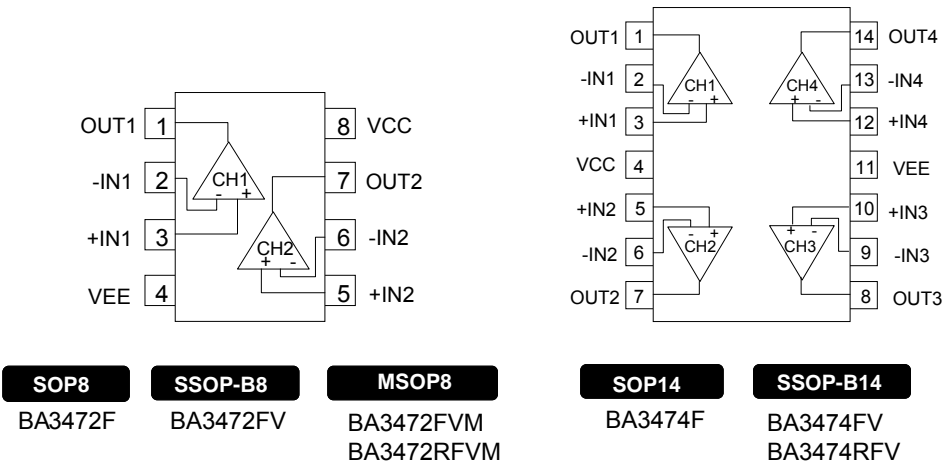 OUT1 1
8 VCC
-IN1 2
CH1
- +
7 OUT2
+IN1 3
CH2
+ -
6 -IN2
VEE 4
5 +IN2
SOP8
SSOP-B8
MSOP8
BA3472F
BA3472FV
BA3472FVM
BA3472RFVM
OUT1 1
14 OUT4
-IN1 2
CH1
- +
CH4
+ -
13 -IN4
+IN1 3
12 +IN4
VCC 4
11 VEE
+IN2 5
10 +IN3
- +
CH2
+ -
CH3
-IN2 6
9 -IN3
OUT2 7
8 OUT3
SOP14
SSOP-B14
BA3474F
BA3474FV
BA3474RFV